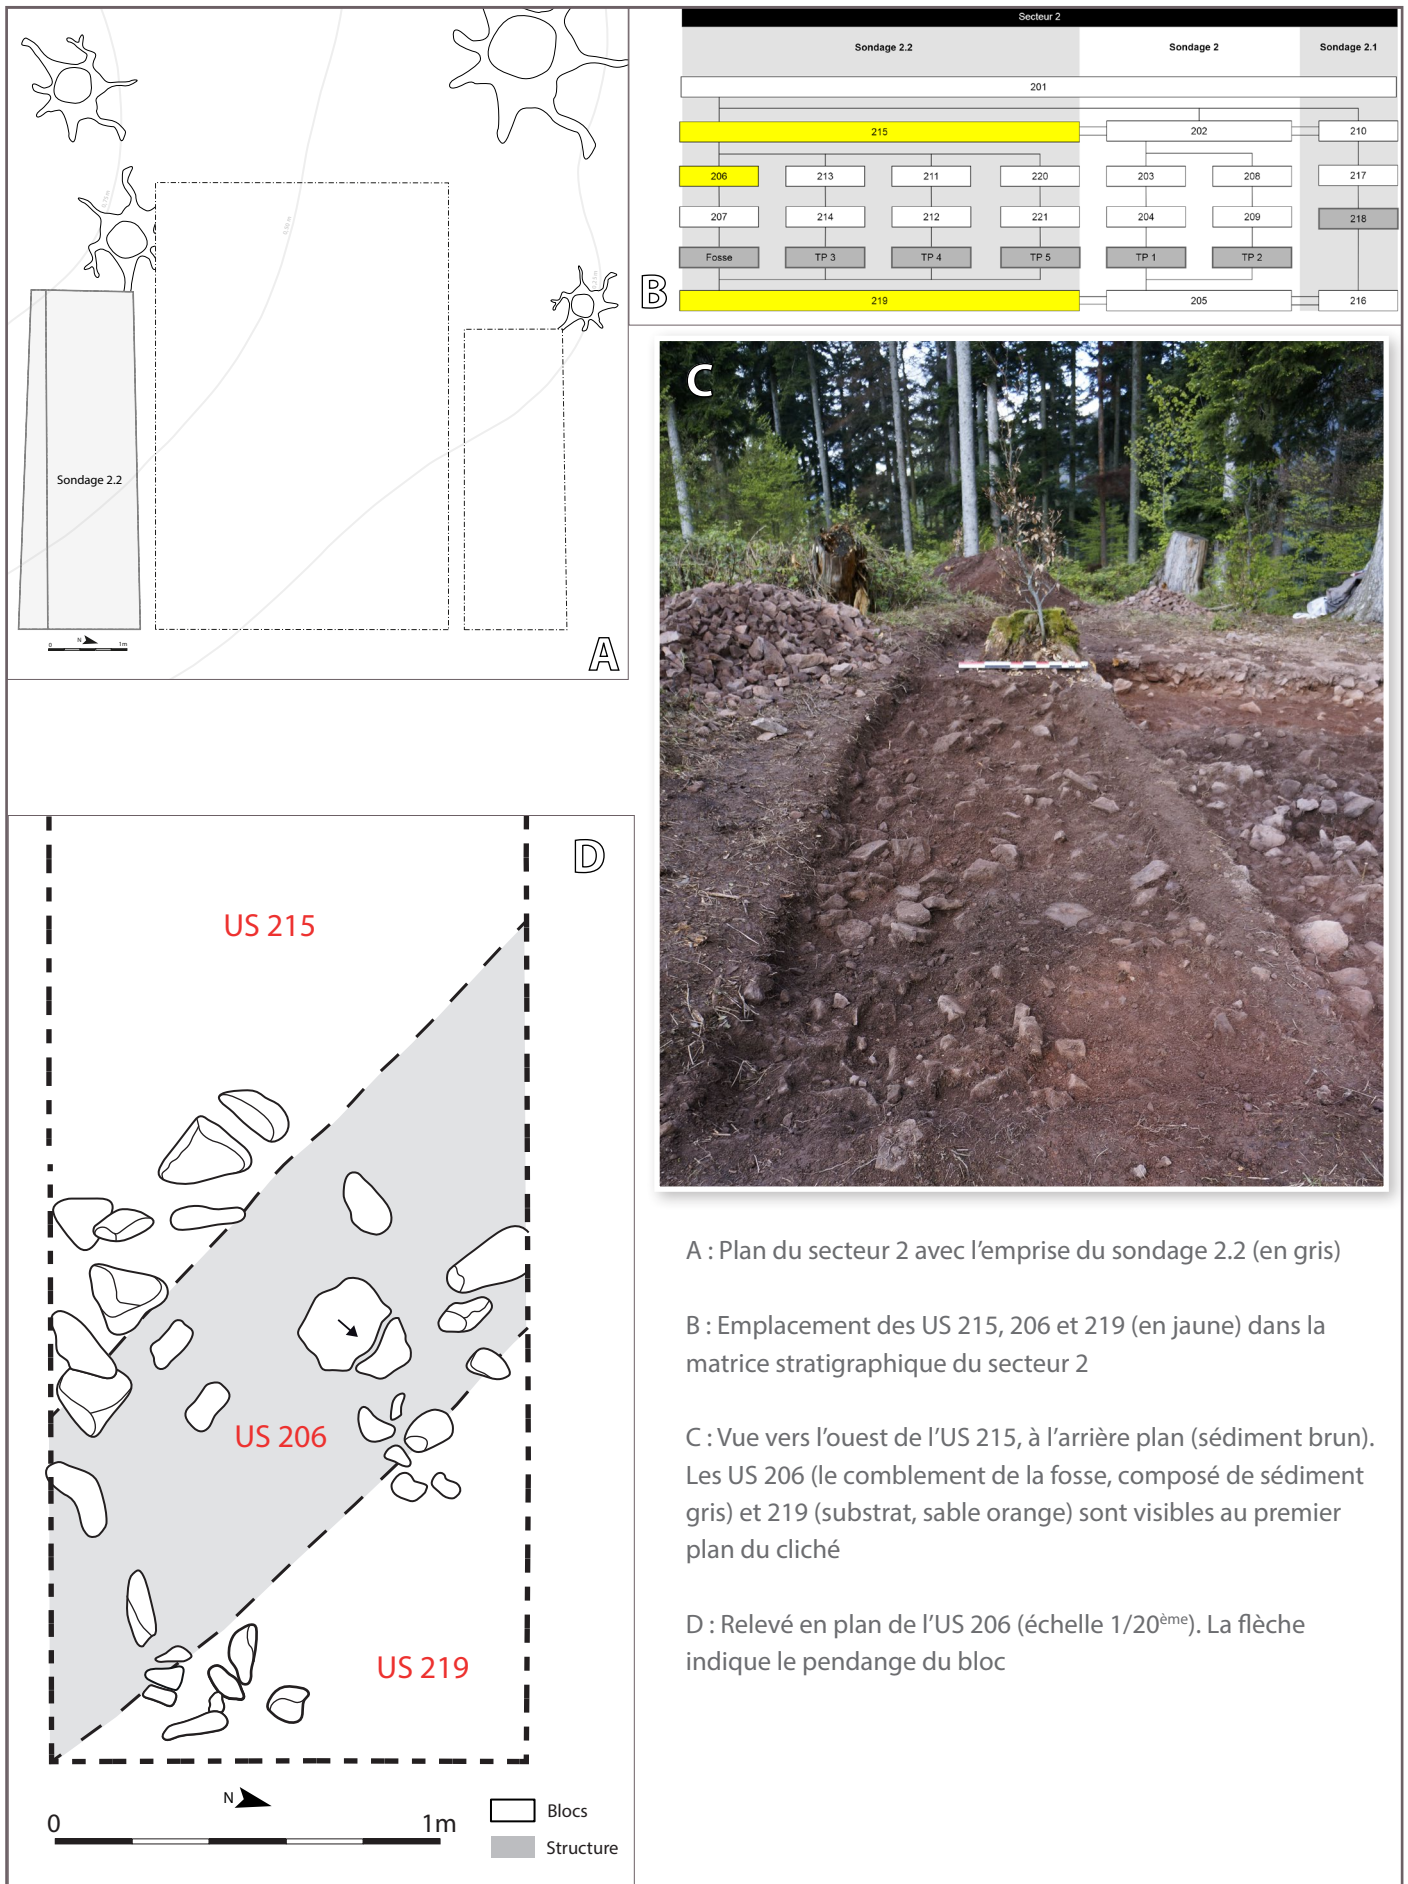 0,75 m
0,50 m
Sondage 2.2
0
N
1m
A
Secteur 2
Sondage 2.2
Sondage 2
Sondage 2.1
201
215
202
210
206
213
211
220
203
208
217
207
214
212
221
204
209
218
Fosse
TP 3
TP 4
TP 5
TP 1
TP 2
219
205
216
B
C
D
US 215
US 206
US 219
N
0
1m
Blocs
Structure
A : Plan du secteur 2 avec l’emprise du sondage 2.2 (en gris)
B : Emplacement des US 215, 206 et 219 (en jaune) dans la
matrice stratigraphique du secteur 2
C : Vue vers l’ouest de l’US 215, à l’arrière plan (sédiment brun).
Les US 206 (le comblement de la fosse, composé de sédiment
gris) et 219 (substrat, sable orange) sont visibles au premier
plan du cliché
D : Relevé en plan de l’US 206 (échelle 1/20ème). La flèche
indique le pendange du bloc